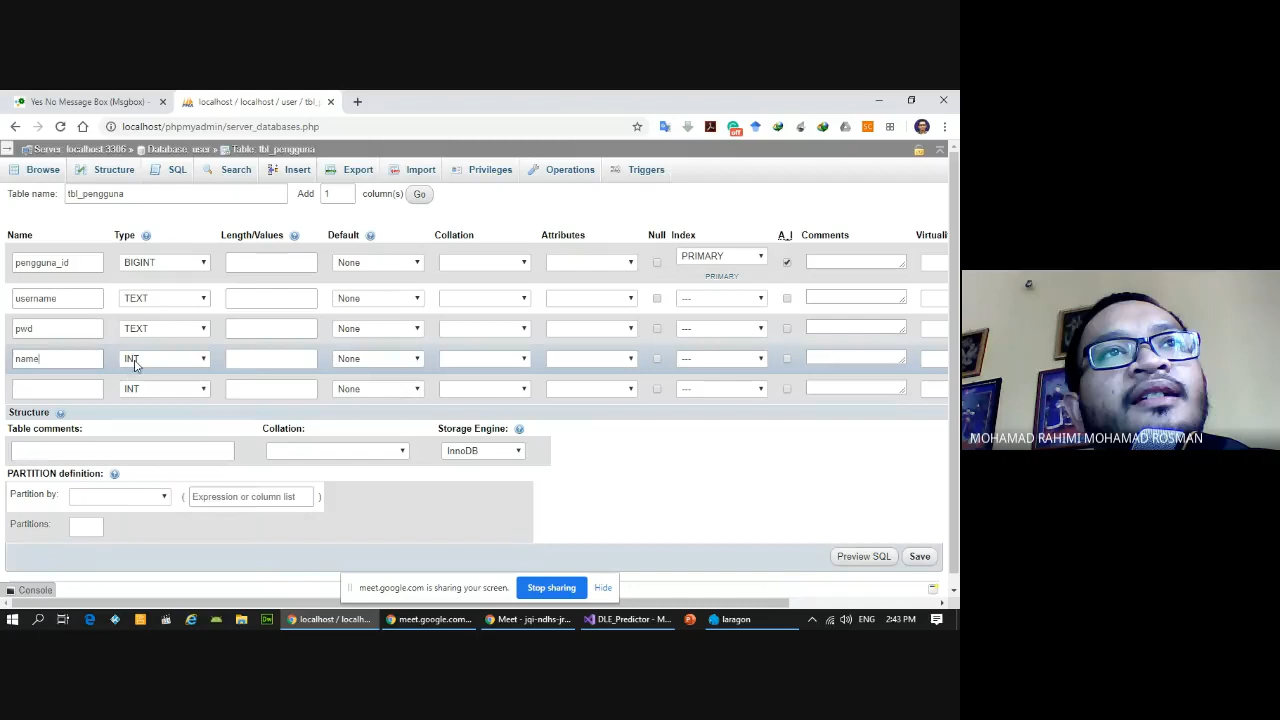 Yes No Message Box (Msgbox) -
localhost / localhost / user / tbl_
localhost/phpmyadmin/server_databases.php
off
SC
Server: localhost:3306 » Database: user » Table: tbl_pengguna
Browse Structure SQL Search Insert Export Import Privileges Operations Triggers
Table name: tbl_pengguna Add 1 column(s) Go
Name Type Length/Values Default Collation Attributes Null Index A_I Comments Virtuali
pengguna_id BIGINT None PRIMARY
PRIMARY
username TEXT None ---
pwd TEXT None ---
name INT None ---
INT None ---
Structure
Table comments: Collation: Storage Engine:
InnoDB
PARTITION definition:
Partition by: ( Expression or column list )
Partitions:
Preview SQL Save
Console
meet.google.com is sharing your screen. Stop sharing Hide
localhost / localh... meet.google.com... Meet - jqi-ndhs-jr... DLE_Predictor - M... laragon ENG 2:43 PM
MOHAMAD RAHIMI MOHAMAD ROSMAN